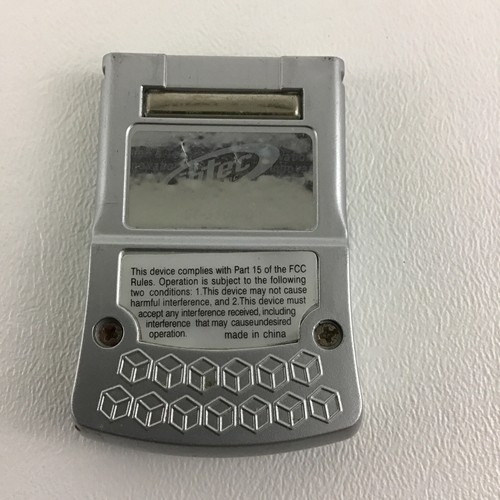 intec
This device complies with Part 15 of the FCC
Rules. Operation is subject to the following
two conditions: 1.This device may not cause
harmful interference, and 2.This device must
accept any interference received, including
interference that may causeundesired
operation. made in china